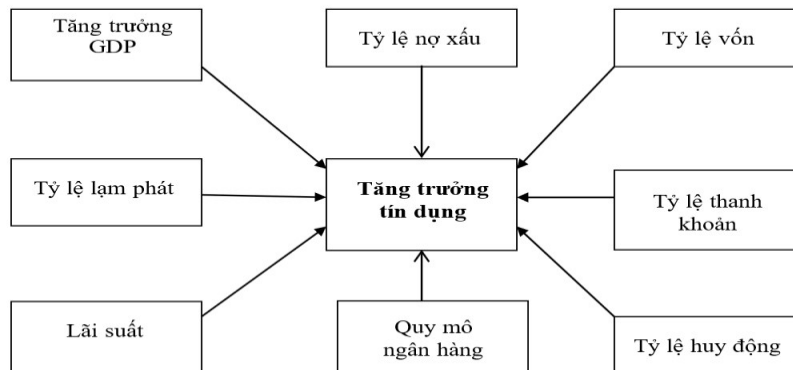 Tăng trưởng
GDP
Tỷ lệ nợ xấu
Tỷ lệ vốn
Tỷ lệ lạm phát
Tăng trưởng
tín dụng
Tỷ lệ thanh
khoản
Lãi suất
Quy mô
ngân hàng
Tỷ lệ huy động